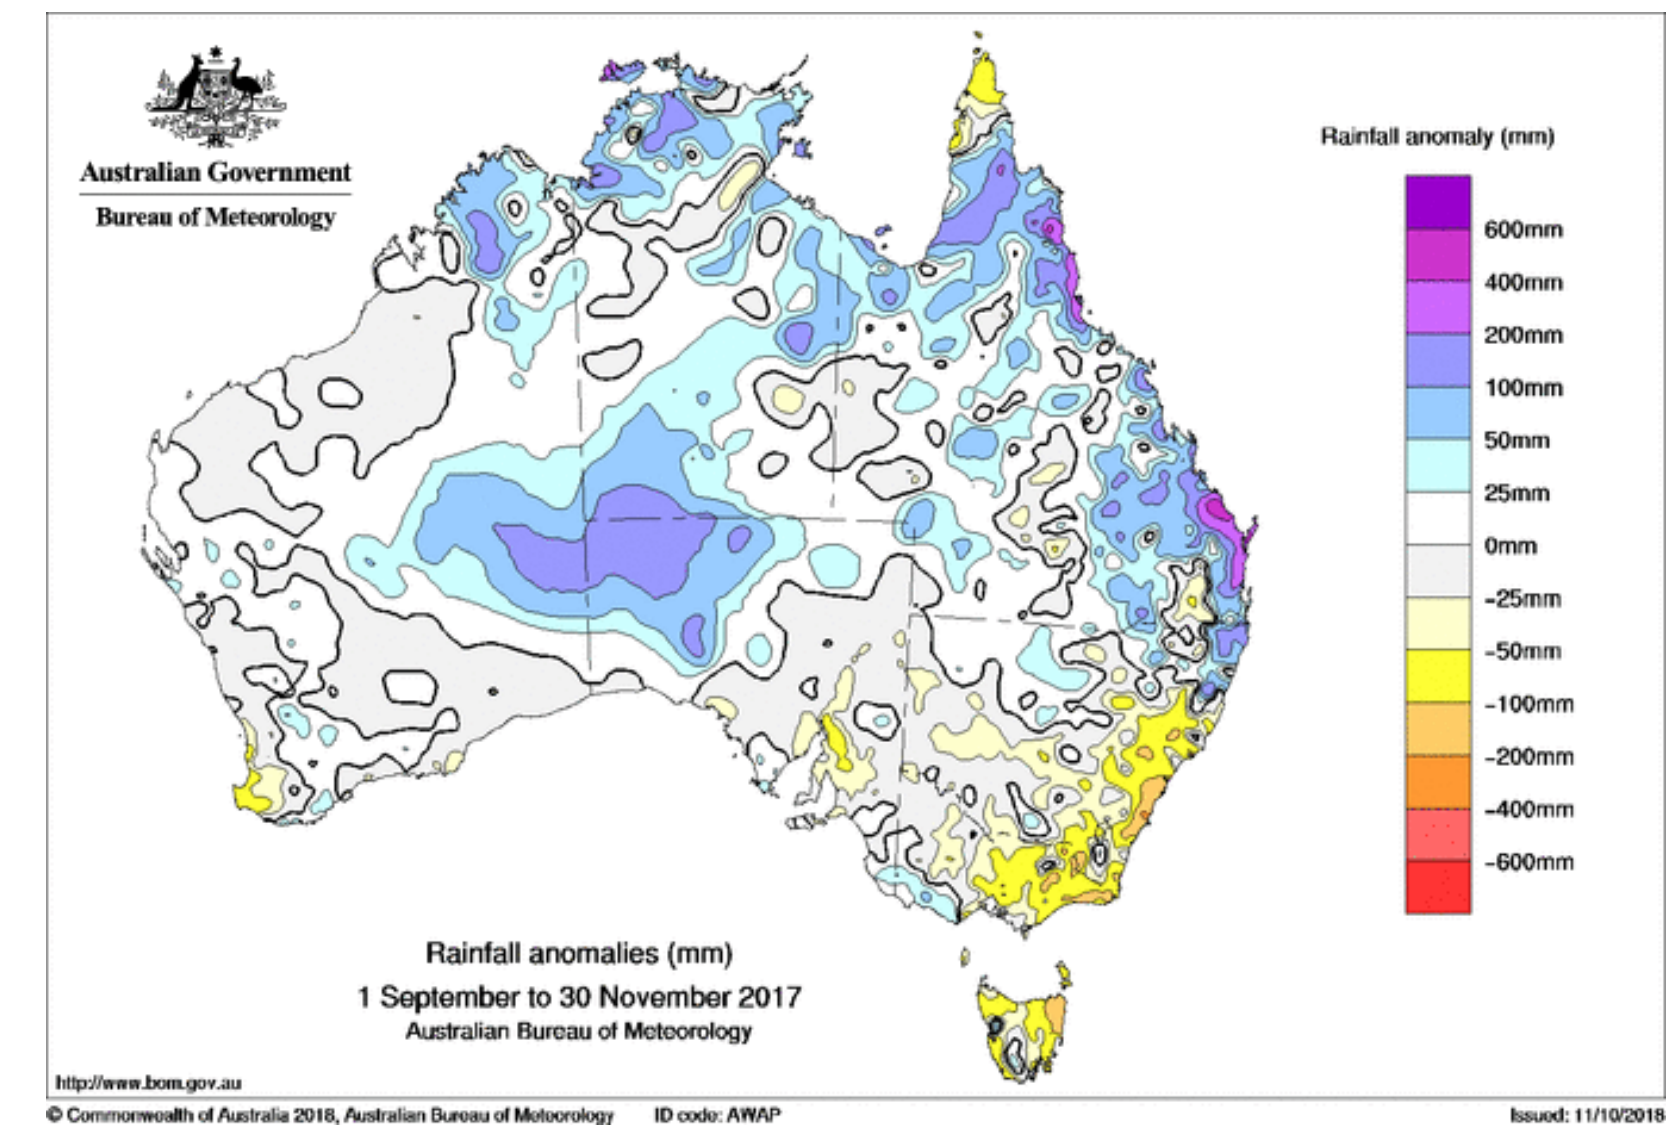 Australian Government
Bureau of Meteorology
Rainfall anomaly (mm)
600mm
400mm
200mm
100mm
50mm
25mm
0mm
-25mm
-50mm
-100mm
-200mm
-400mm
-600mm
Rainfall anomalies (mm)
1 September to 30 November 2017
Australian Bureau of Meteorology
http://www.bom.gov.au
© Commonwealth of Australia 2018, Australian Bureau of Meteorology ID code: AWAP Issued: 11/10/2018